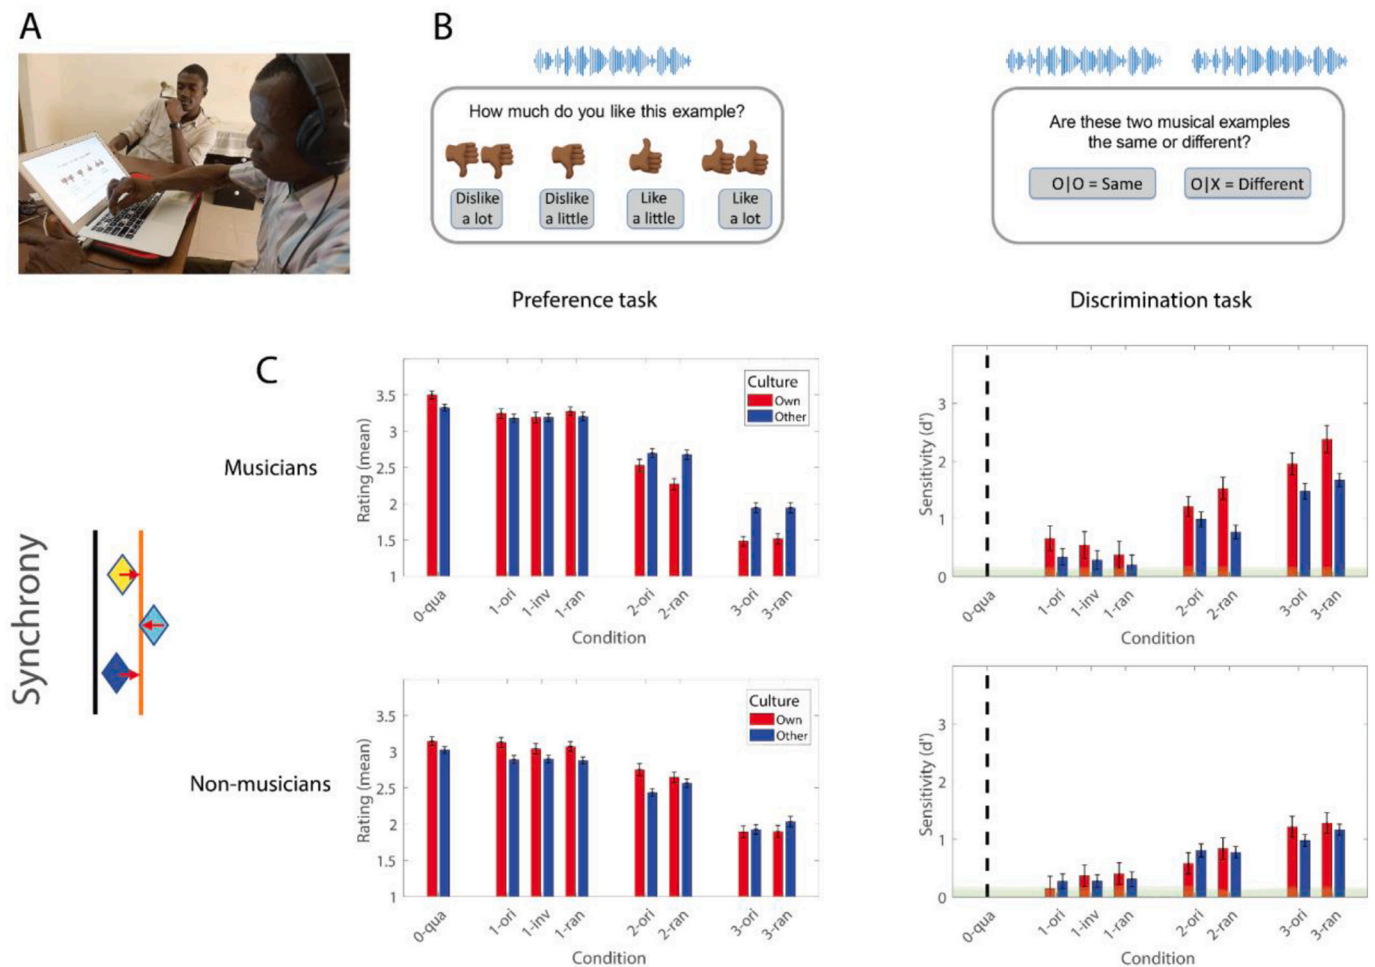 A
B
How much do you like this example?
Dislike
a lot
Dislike
a little
Like
a little
Like
a lot
Are these two musical examples
the same or different?
O|O = Same
O|X = Different
Preference task
Discrimination task
C
Synchrony
Musicians
Rating (mean)
3.5
3
2.5
2
1.5
1
Culture
Own
Other
0-qua
1-ori
1-inv
1-ran
2-ori
2-ran
3-ori
3-ran
Condition
Sensitivity (d')
3
2
1
0
0-qua
1-ori
1-inv
1-ran
2-ori
2-ran
3-ori
3-ran
Condition
Non-musicians
Rating (mean)
3.5
3
2.5
2
1.5
1
Culture
Own
Other
0-qua
1-ori
1-inv
1-ran
2-ori
2-ran
3-ori
3-ran
Condition
Sensitivity (d')
3
2
1
0
0-qua
1-ori
1-inv
1-ran
2-ori
2-ran
3-ori
3-ran
Condition